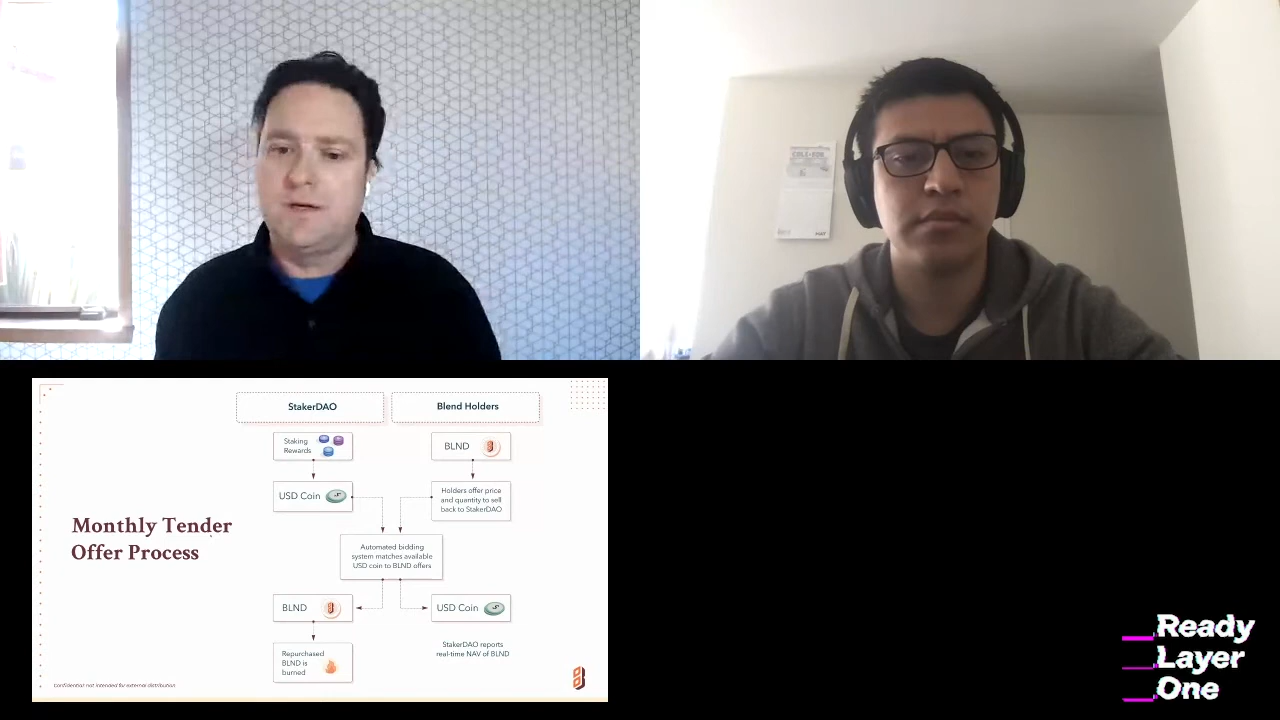 StakerDAO
Blend Holders
Staking
Rewards
BLND
USD Coin
Holders offer price
and quantity to sell
back to StakerDAO
Monthly Tender
Offer Process
Automated bidding
system matches available
USD coin to BLND offers
BLND
USD Coin
Repurchased
BLND is
burned
StakerDAO reports
real-time NAV of BLND
Confidential: not intended for external distribution
Ready
Layer
One